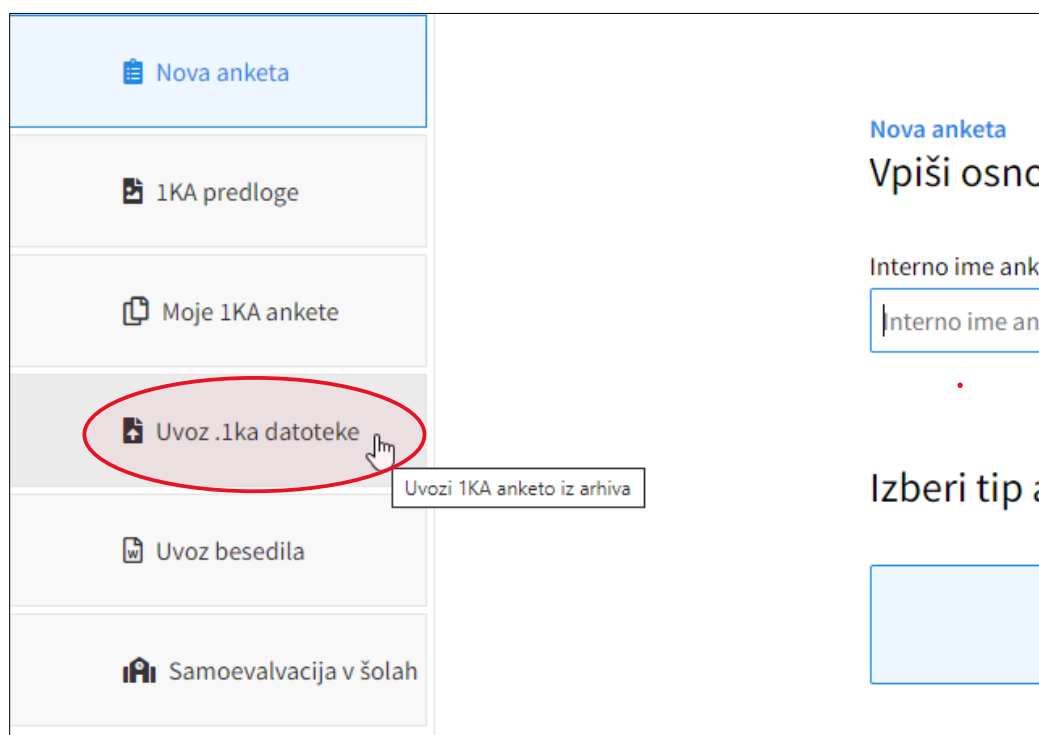 Nova anketa
1KA predloge
Moje 1KA ankete
Uvoz .1ka datoteke
Uvozi 1KA anketo iz arhiva
Uvoz besedila
Samoevalvacija v šolah
Nova anketa
Vpiši osno
Interno ime ank
Interno ime an
Izberi tip